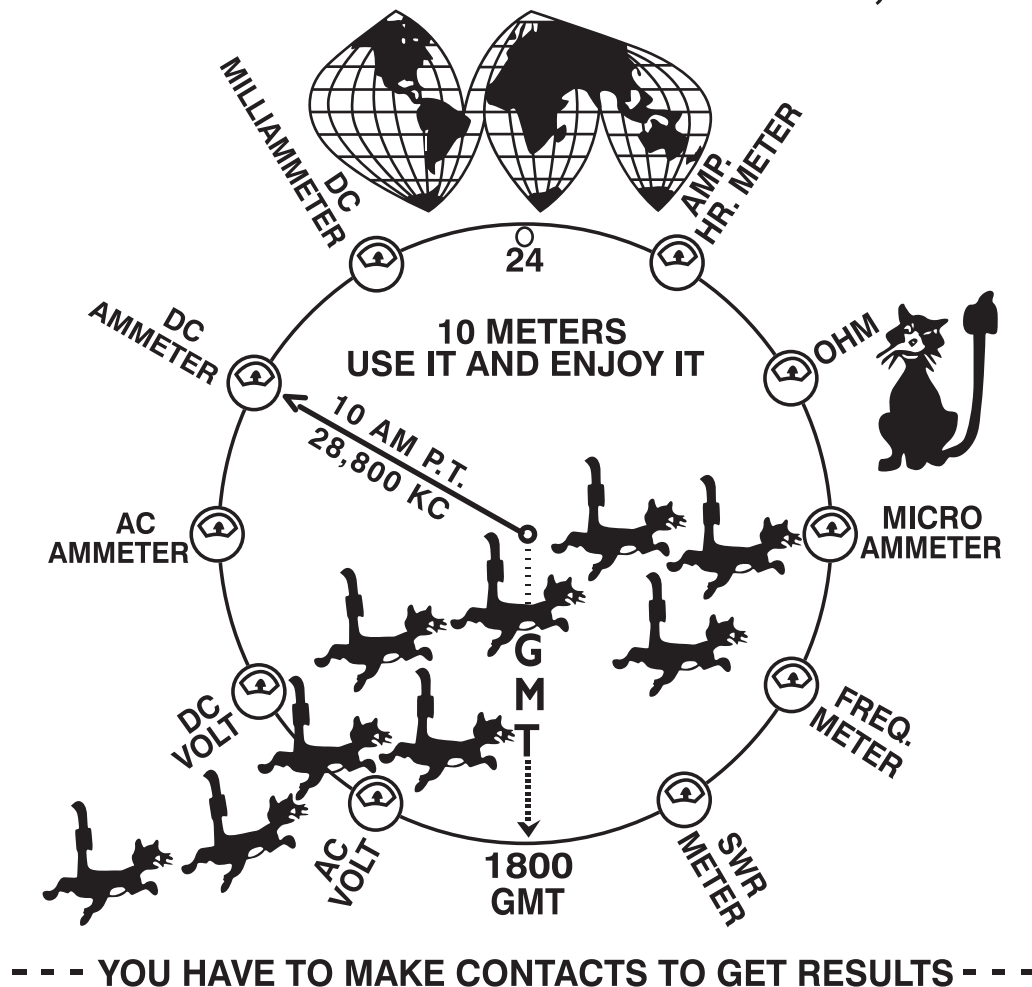 DC
MILLIAMMETER
AMP.
HR. METER
24
DC
AMMETER
10 METERS
USE IT AND ENJOY IT
OHM
10 AM P.T.
28,800 KC
AC
AMMETER
MICRO
AMMETER
G
M
T
DC
VOLT
FREQ.
METER
AC
VOLT
1800
GMT
SWR
METER
- - - YOU HAVE TO MAKE CONTACTS TO GET RESULTS - - -